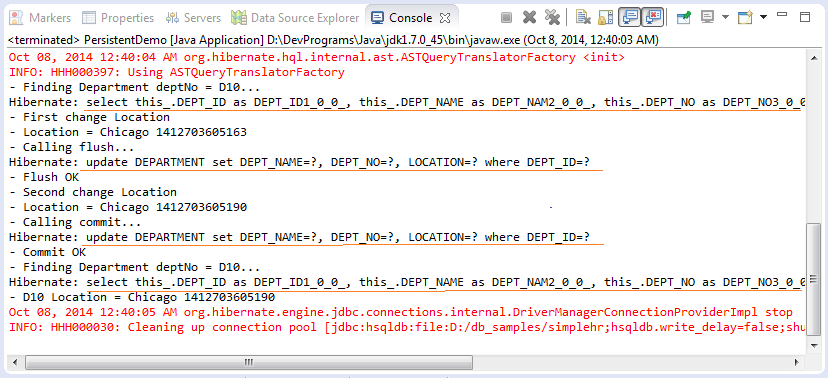 Markers Properties Servers Data Source Explorer Console
<terminated> PersistentDemo [Java Application] D:\DevPrograms\Java\jdk1.7.0_45\bin\javaw.exe (Oct 8, 2014, 12:40:03 AM)
Oct 08, 2014 12:40:04 AM org.hibernate.hql.internal.ast.ASTQueryTranslatorFactory <init>
INFO: HHH000397: Using ASTQueryTranslatorFactory
- Finding Department deptNo = D10...
Hibernate: select this_.DEPT_ID as DEPT_ID1_0_0_, this_.DEPT_NAME as DEPT_NAM2_0_0_, this_.DEPT_NO as DEPT_NO3_0_0
- First change Location
- Location = Chicago 1412703605163
- Calling flush...
Hibernate: update DEPARTMENT set DEPT_NAME=?, DEPT_NO=?, LOCATION=? where DEPT_ID=?
- Flush OK
- Second change Location
- Location = Chicago 1412703605190
- Calling commit...
Hibernate: update DEPARTMENT set DEPT_NAME=?, DEPT_NO=?, LOCATION=? where DEPT_ID=?
- Commit OK
- Finding Department deptNo = D10...
Hibernate: select this_.DEPT_ID as DEPT_ID1_0_0_, this_.DEPT_NAME as DEPT_NAM2_0_0_, this_.DEPT_NO as DEPT_NO3_0_0
- D10 Location = Chicago 1412703605190
Oct 08, 2014 12:40:05 AM org.hibernate.engine.jdbc.connections.internal.DriverManagerConnectionProviderImpl stop
INFO: HHH000030: Cleaning up connection pool [jdbc:hsqldb:file:D:/db_samples/simplehr;hsqldb.write_delay=false;shu